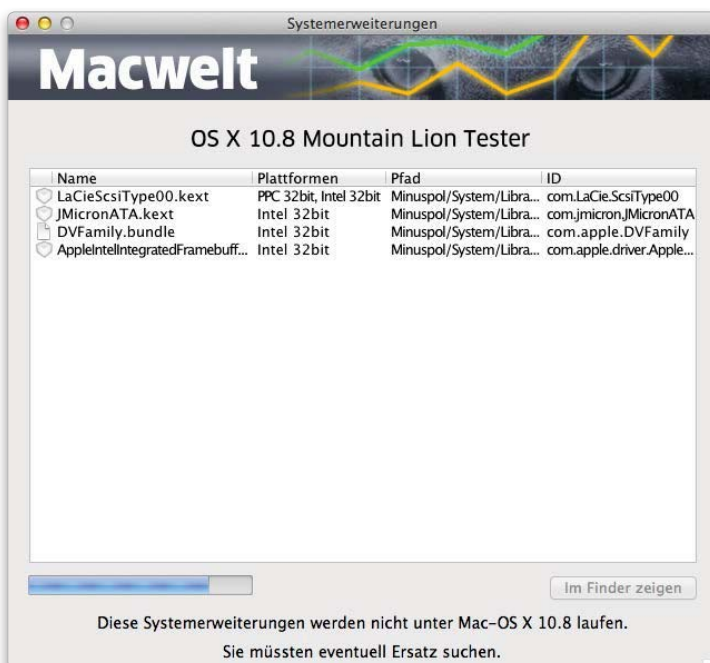 Systemerweiterungen
Macwelt
OS X 10.8 Mountain Lion Tester
Name Plattformen Pfad ID
LaCieScsiType00.kext PPC 32bit, Intel 32bit Minuspol/System/Libra... com.LaCie.ScsiType00
JMicronATA.kext Intel 32bit Minuspol/System/Libra... com.jmicron.JMicronATA
DVFamily.bundle Intel 32bit Minuspol/System/Libra... com.apple.DVFamily
AppleIntelIntegratedFramebuff... Intel 32bit Minuspol/System/Libra... com.apple.driver.Apple...
Im Finder zeigen
Diese Systemerweiterungen werden nicht unter Mac-OS X 10.8 laufen.
Sie müssten eventuell Ersatz suchen.